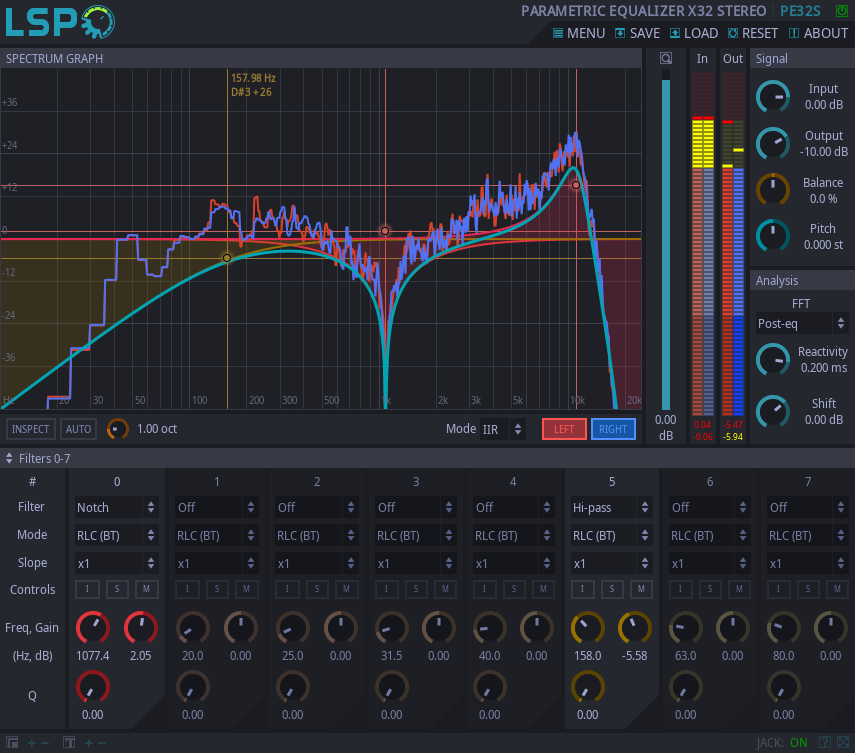 LSP
PARAMETRIC EQUALIZER X32 STEREO PE32S
MENU SAVE LOAD RESET ABOUT
SPECTRUM GRAPH
157.98 Hz
D#3 +26
+36
+24
+12
0
-12
-24
-36
Hz 20 30 50 100 200 300 500 1k 2k 3k 5k 10k 20k
INSPECT AUTO 1.00 oct Mode IIR LEFT RIGHT
0.00
dB
In Out
0.04 -5.47
-0.06 -5.94
Signal
Input
0.00 dB
Output
-10.00 dB
Balance
0.0 %
Pitch
0.000 st
Analysis
FFT
Post-eq
Reactivity
0.200 ms
Shift
0.00 dB
Filters 0-7
# 0 1 2 3 4 5 6 7
Filter Notch Off Off Off Off Hi-pass Off Off
Mode RLC (BT) RLC (BT) RLC (BT) RLC (BT) RLC (BT) RLC (BT) RLC (BT) RLC (BT)
Slope x1 x1 x1 x1 x1 x1 x1 x1
Controls I S M I S M I S M I S M I S M I S M I S M I S M
Freq, Gain
(Hz, dB) 1077.4 2.05 20.0 0.00 25.0 0.00 31.5 0.00 40.0 0.00 158.0 -5.58 63.0 0.00 80.0 0.00
Q
0.00 0.00 0.00 0.00 0.00 0.00 0.00 0.00
JACK: ON